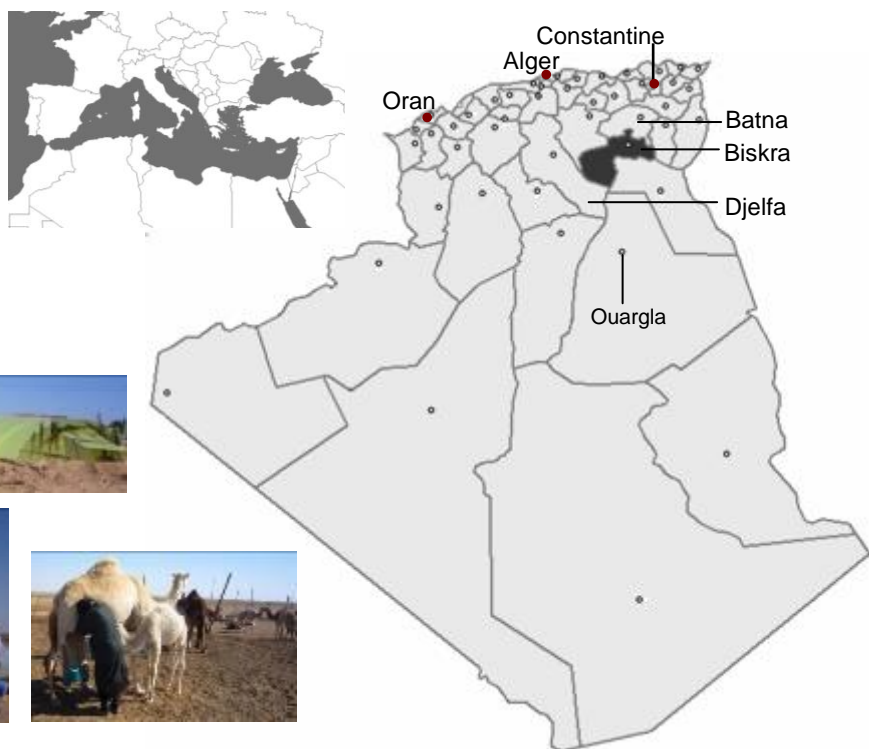 Constantine
Alger
Oran
Batna
Biskra
Djelfa
Ouargla